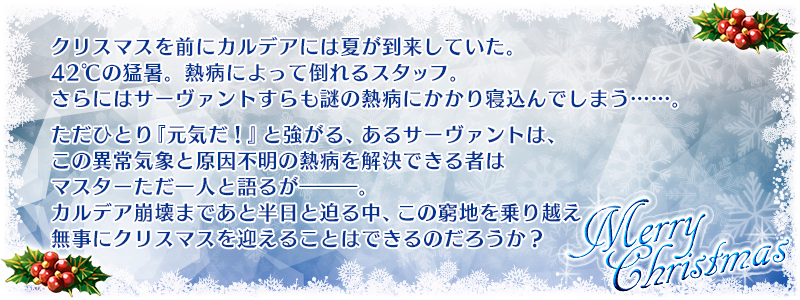 クリスマスを前にカルデアには夏が到来していた。
42℃の猛暑。熱病によって倒れるスタッフ。
さらにはサーヴァントすらも謎の熱病にかかり寝込んでしまう……。
ただひとり『元気だ！』と強がる、あるサーヴァントは、
この異常気象と原因不明の熱病を解決できる者は
マスターただ一人と語るが―――。
カルデア崩壊まであと半日と迫る中、この窮地を乗り越え
無事にクリスマスを迎えることはできるのだろうか？
Merry
Christmas